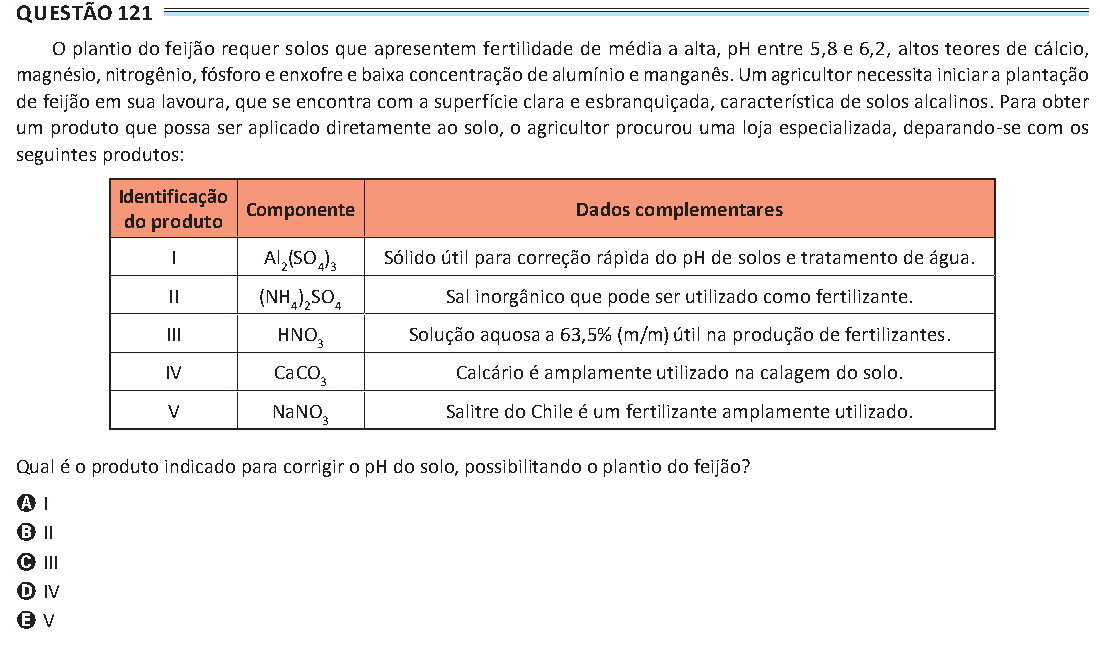 QUESTÃO 121
O plantio do feijão requer solos que apresentem fertilidade de média a alta, pH entre 5,8 e 6,2, altos teores de cálcio,
magnésio, nitrogênio, fósforo e enxofre e baixa concentração de alumínio e manganês. Um agricultor necessita iniciar a plantação
de feijão em sua lavoura, que se encontra com a superfície clara e esbranquiçada, característica de solos alcalinos. Para obter
um produto que possa ser aplicado diretamente ao solo, o agricultor procurou uma loja especializada, deparando-se com os
seguintes produtos:
Identificação do produto | Componente | Dados complementares
I | Al₂(SO₄)₃ | Sólido útil para correção rápida do pH de solos e tratamento de água.
II | (NH₄)₂SO₄ | Sal inorgânico que pode ser utilizado como fertilizante.
III | HNO₃ | Solução aquosa a 63,5% (m/m) útil na produção de fertilizantes.
IV | CaCO₃ | Calcário é amplamente utilizado na calagem do solo.
V | NaNO₃ | Salitre do Chile é um fertilizante amplamente utilizado.
Qual é o produto indicado para corrigir o pH do solo, possibilitando o plantio do feijão?
A I
B II
C III
D IV
E V